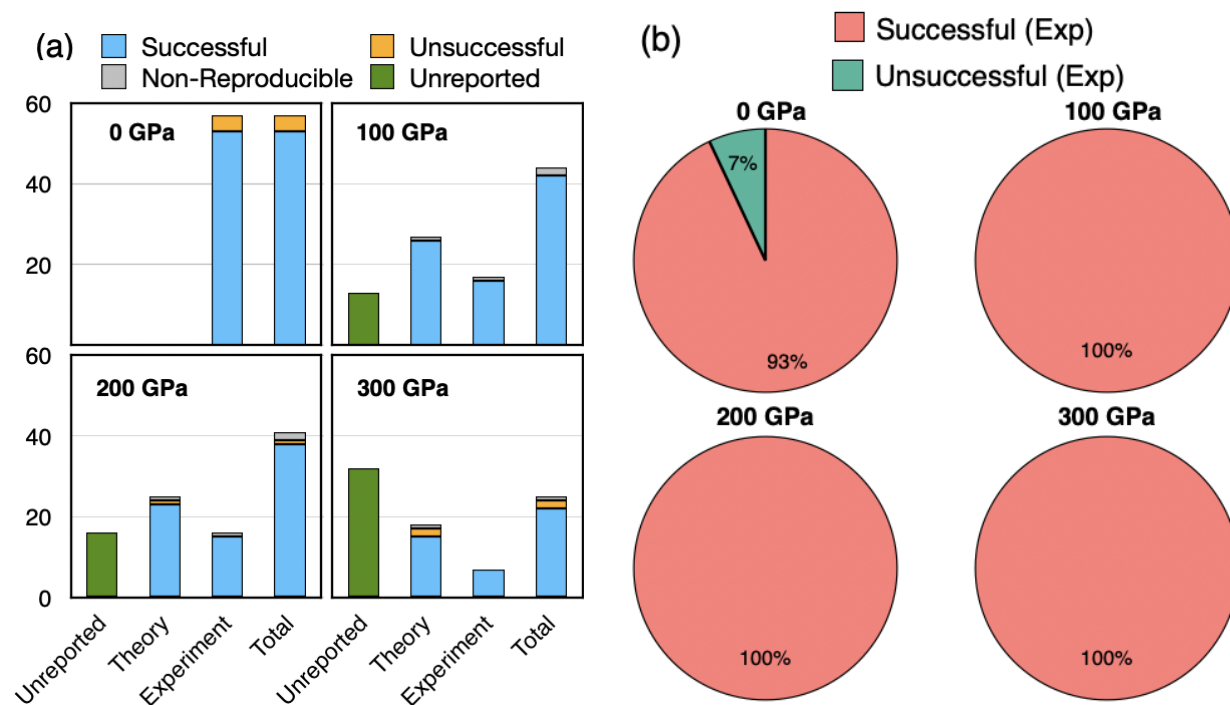 (a)
Successful
Unsuccessful
Non-Reproducible
Unreported
60
40
20
0 GPa
100 GPa
60
40
20
0
200 GPa
300 GPa
Unreported
Theory
Experiment
Total
Unreported
Theory
Experiment
Total
(b)
Successful (Exp)
Unsuccessful (Exp)
0 GPa
7%
93%
100 GPa
100%
200 GPa
100%
300 GPa
100%